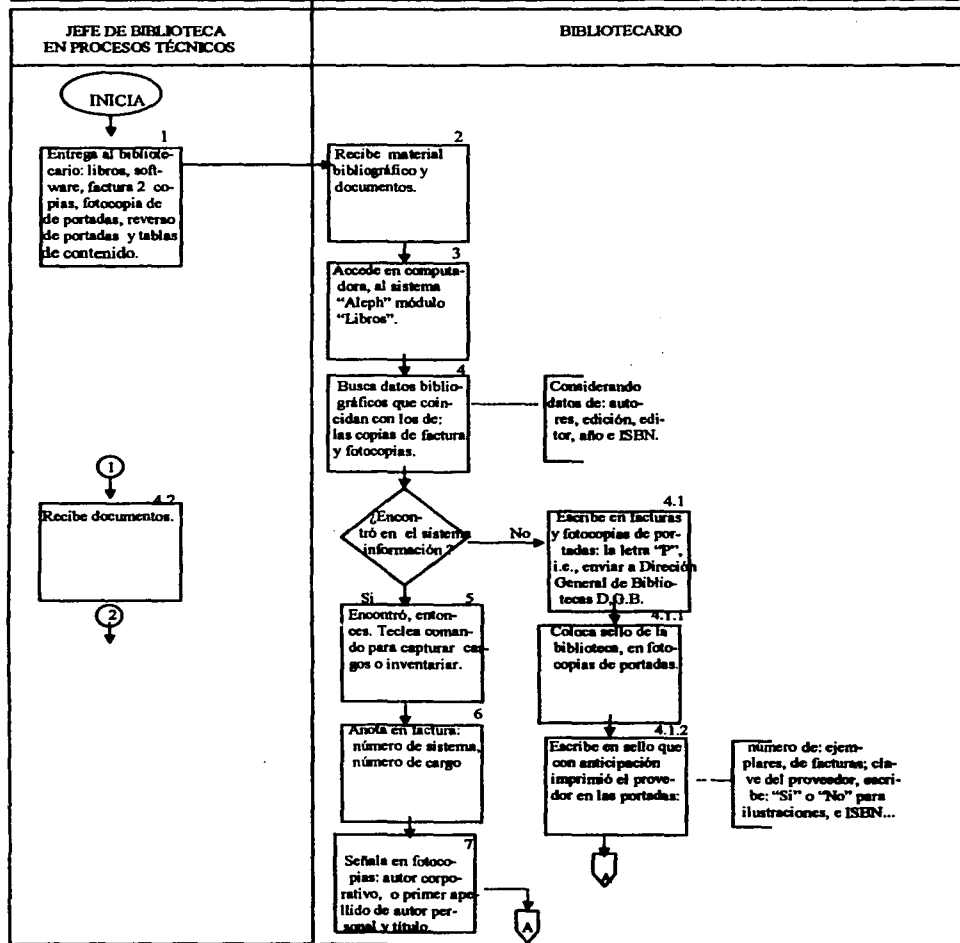 JEFE DE BIBLIOTECA
EN PROCESOS TÉCNICOS
BIBLIOTECARIO
INICIA
1
Entrega al bibliote-
cario: libros, soft-
ware, factura 2 co-
pias, fotocopia de
de portadas, reverso
de portadas y tablas
de contenido.
2
Recibe material
bibliográfico y
documentos.
3
Accede en computa-
dora, al sistema
“Aleph” módulo
“Libros”.
4
Busca datos biblio-
gráficos que coin-
cidan con los de:
las copias de factura
y fotocopias.
Considerando
datos de: auto-
res, edición, edi-
tor, año e ISBN.
1
4.2
Recibe documentos.
2
¿Encon-
tró en el sistema
información ?
No
4.1
Escribe en facturas
y fotocopias de por-
tadas: la letra “P”,
i.e., enviar a Direción
General de Biblio-
tecas D.G.B.
4.1.1
Coloca sello de la
biblioteca, en foto-
copias de portadas.
4.1.2
Escribe en sello que
con anticipación
imprimió el prove-
dor en las portadas:
número de: ejem-
plares, de facturas; cla-
ve del proveedor, escri-
be: “Si” o “No” para
ilustraciones, e ISBN...
A
Si
5
Encontró, enton-
ces. Teclea coman-
do para capturar car-
gos o inventariar.
6
Anota en factura:
número de sistema,
número de cargo
7
Señala en fotoco-
pias: autor corpo-
rativo, o primer ape-
llido de autor per-
sonal y título.
A